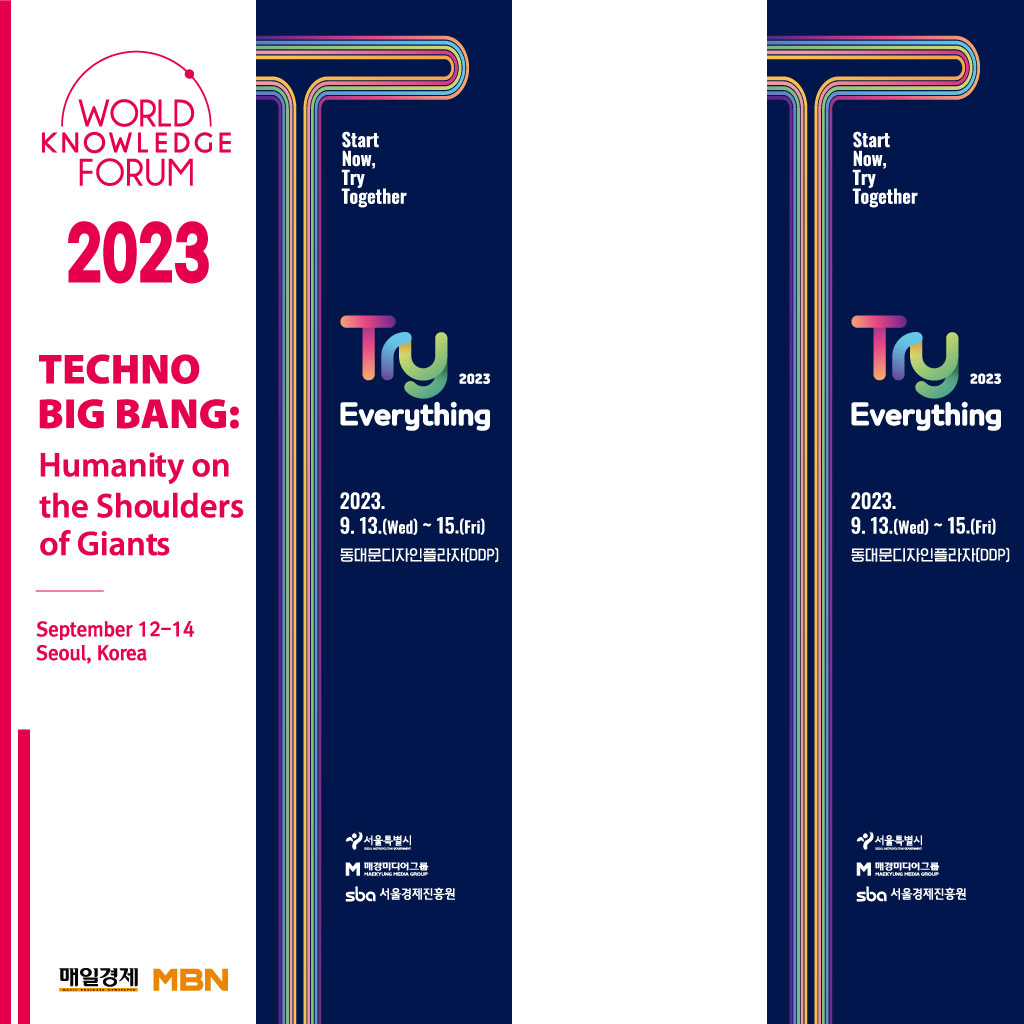 WORLD
KNOWLEDGE
FORUM
2023
TECHNO
BIG BANG:
Humanity on
the Shoulders
of Giants
September 12-14
Seoul, Korea
매일경제 MBN
Start
Now,
Try
Together
Try
2023
Everything
2023.
9. 13.(Wed) ~ 15.(Fri)
동대문디자인플라자(DDP)
서울특별시
SEOUL METROPOLITAN GOVERNMENT
M 매경미디어그룹
MAEKYUNG MEDIA GROUP
sba 서울경제진흥원
Start
Now,
Try
Together
Try
2023
Everything
2023.
9. 13.(Wed) ~ 15.(Fri)
동대문디자인플라자(DDP)
서울특별시
SEOUL METROPOLITAN GOVERNMENT
M 매경미디어그룹
MAEKYUNG MEDIA GROUP
sba 서울경제진흥원